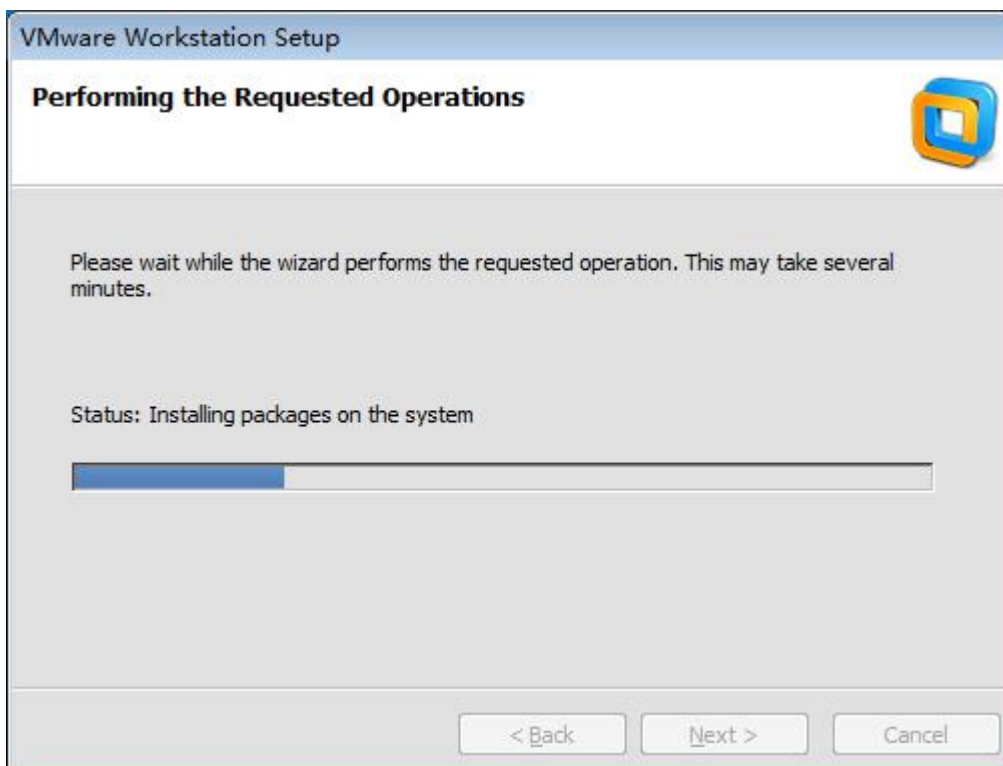 VMware Workstation Setup
Performing the Requested Operations
Please wait while the wizard performs the requested operation. This may take several
minutes.
Status: Installing packages on the system
< Back
Next >
Cancel